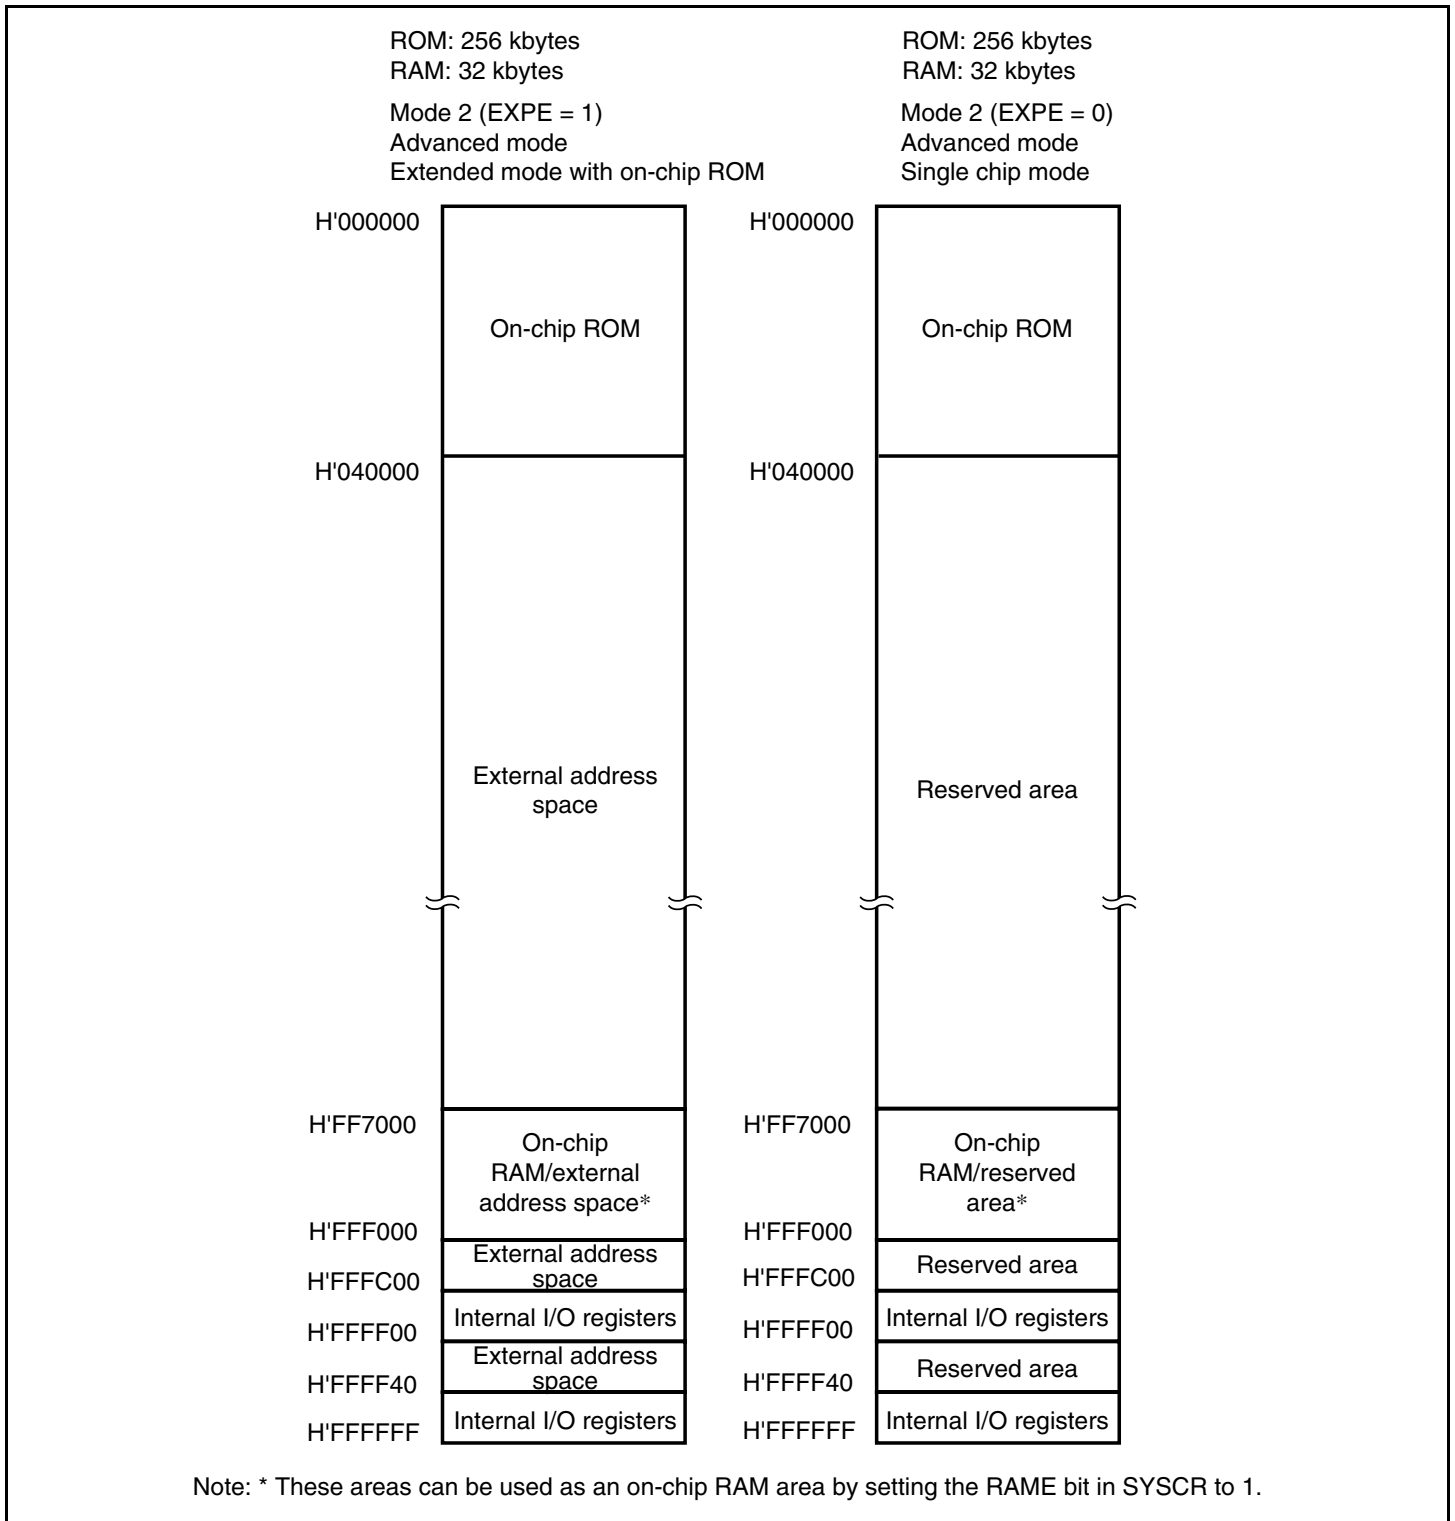 ROM: 256 kbytes
RAM: 32 kbytes
Mode 2 (EXPE = 1)
Advanced mode
Extended mode with on-chip ROM
H'000000
On-chip ROM
H'040000
External address
space
H'FF7000
On-chip
RAM/external
address space*
H'FFF000
External address
space
H'FFFC00
Internal I/O registers
H'FFFF00
External address
space
H'FFFF40
Internal I/O registers
H'FFFFFF
ROM: 256 kbytes
RAM: 32 kbytes
Mode 2 (EXPE = 0)
Advanced mode
Single chip mode
H'000000
On-chip ROM
H'040000
Reserved area
H'FF7000
On-chip
RAM/reserved
area*
H'FFF000
Reserved area
H'FFFC00
Internal I/O registers
H'FFFF00
Reserved area
H'FFFF40
Internal I/O registers
H'FFFFFF
Note: * These areas can be used as an on-chip RAM area by setting the RAME bit in SYSCR to 1.